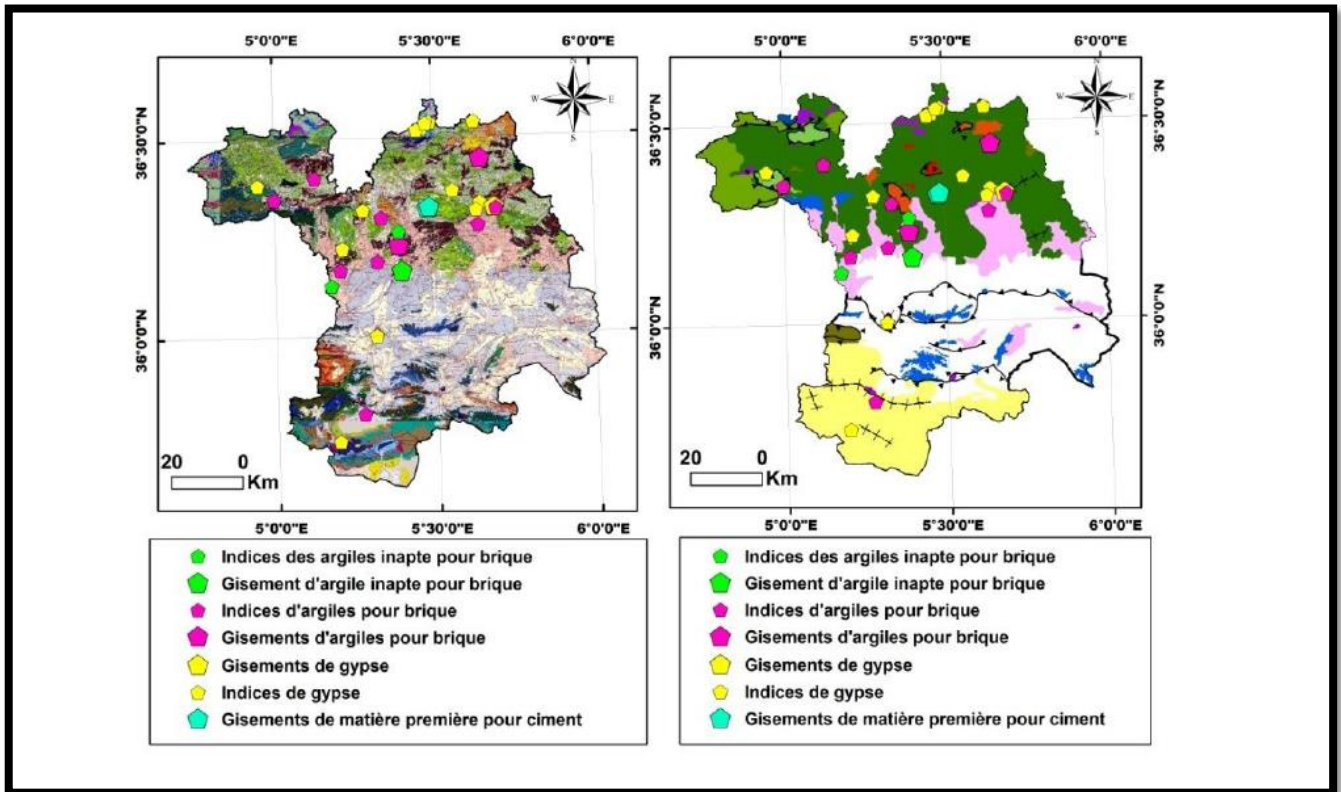 5°0'0"E 5°30'0"E 6°0'0"E
N
W E
S
36°30'0"N
36°0'0"N
20 0
Km
5°0'0"E 5°30'0"E 6°0'0"E
Indices des argiles inapte pour brique
Gisement d'argile inapte pour brique
Indices d'argiles pour brique
Gisements d'argiles pour brique
Gisements de gypse
Indices de gypse
Gisements de matière première pour ciment
5°0'0"E 5°30'0"E 6°0'0"E
N
W E
S
36°30'0"N 36°30'0"N
36°0'0"N 36°0'0"N
20 0
Km
5°0'0"E 5°30'0"E 6°0'0"E
Indices des argiles inapte pour brique
Gisement d'argile inapte pour brique
Indices d'argiles pour brique
Gisements d'argiles pour brique
Gisements de gypse
Indices de gypse
Gisements de matière première pour ciment